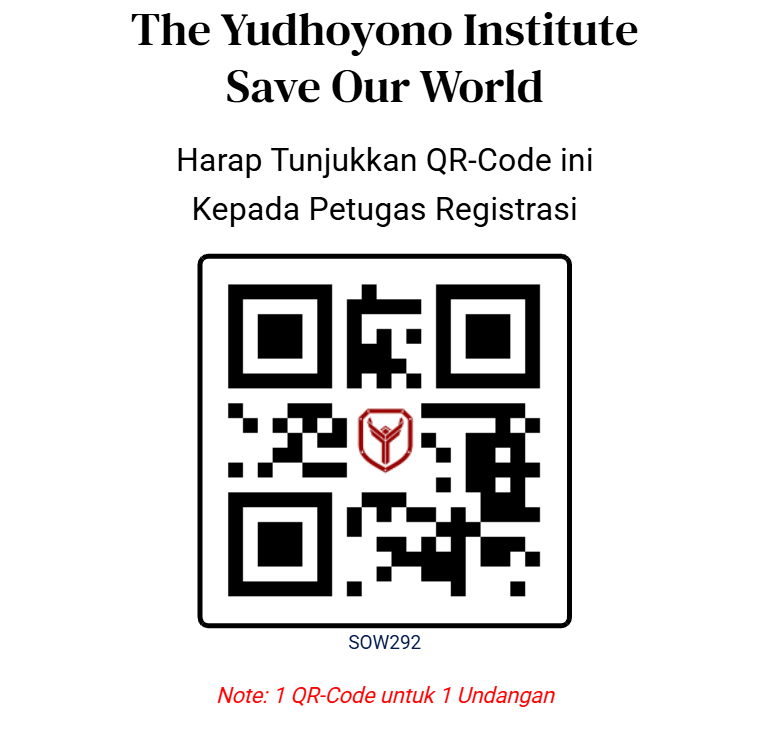 The Yudhoyono Institute
Save Our World
Harap Tunjukkan QR-Code ini
Kepada Petugas Registrasi
SOW292
Note: 1 QR-Code untuk 1 Undangan